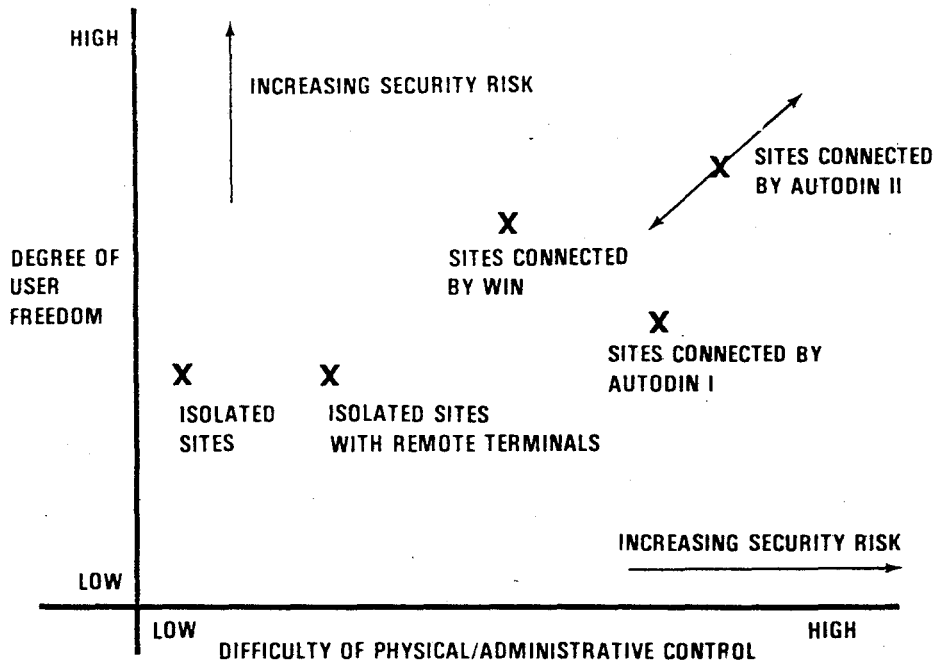 HIGH
INCREASING SECURITY RISK
X
SITES CONNECTED
BY AUTODIN II
X
SITES CONNECTED
BY WIN
DEGREE OF
USER
FREEDOM
X
SITES CONNECTED BY
AUTODIN I
X
ISOLATED
SITES
X
ISOLATED SITES
WITH REMOTE TERMINALS
INCREASING SECURITY RISK
LOW
LOW
HIGH
DIFFICULTY OF PHYSICAL/ADMINISTRATIVE CONTROL